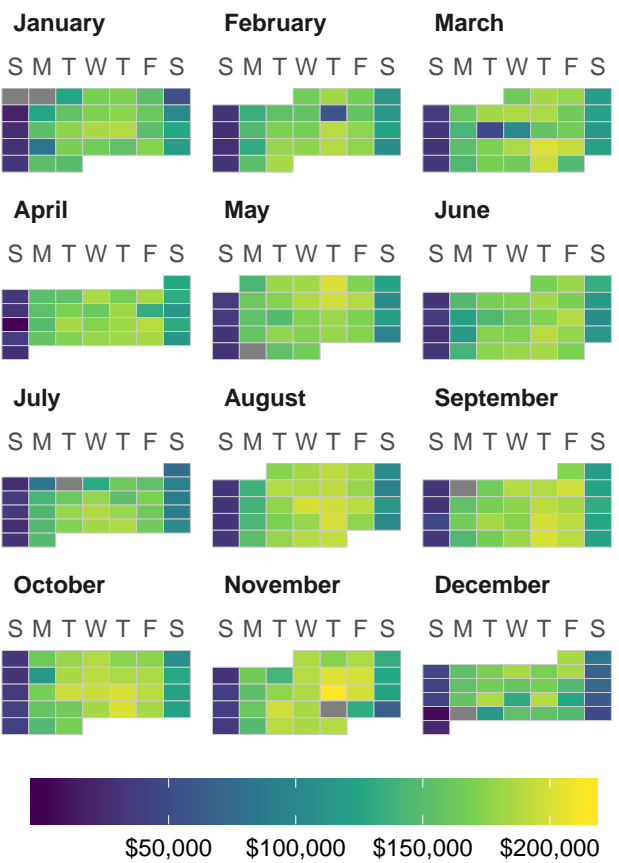 January February March
S M T W T F S S M T W T F S S M T W T F S
April May June
S M T W T F S S M T W T F S S M T W T F S
July August September
S M T W T F S S M T W T F S S M T W T F S
October November December
S M T W T F S S M T W T F S S M T W T F S
$50,000 $100,000 $150,000 $200,000